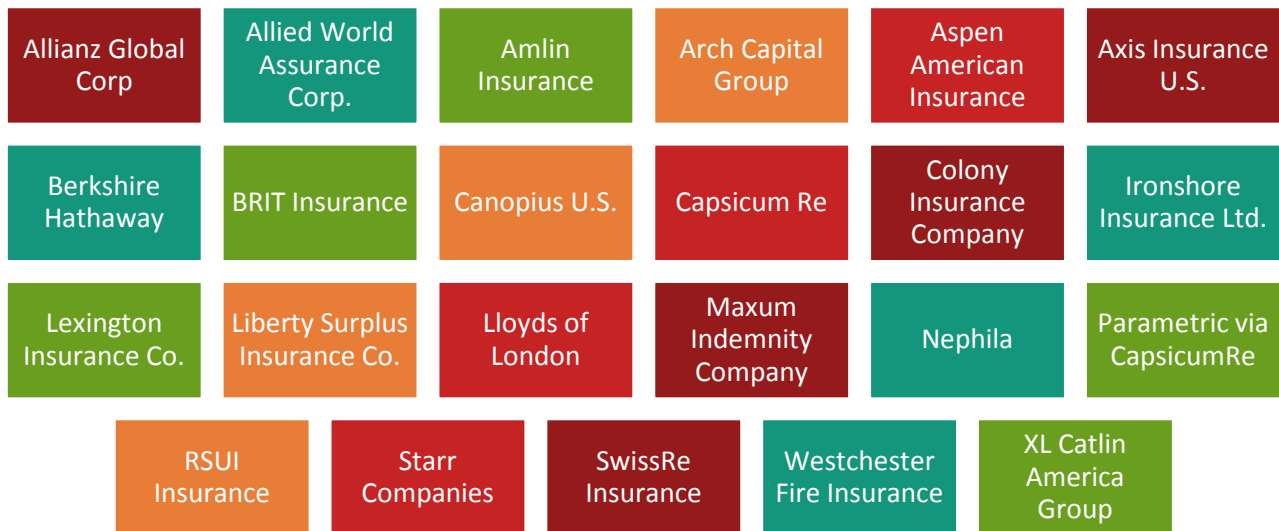 Allianz Global
Corp
Allied World
Assurance
Corp.
Amlin
Insurance
Arch Capital
Group
Aspen
American
Insurance
Axis Insurance
U.S.
Berkshire
Hathaway
BRIT Insurance
Canopius U.S.
Capsicum Re
Colony
Insurance
Company
Ironshore
Insurance Ltd.
Lexington
Insurance Co.
Liberty Surplus
Insurance Co.
Lloyds of
London
Maxum
Indemnity
Company
Nephila
Parametric via
CapsicumRe
RSUI
Insurance
Starr
Companies
SwissRe
Insurance
Westchester
Fire Insurance
XL Catlin
America
Group